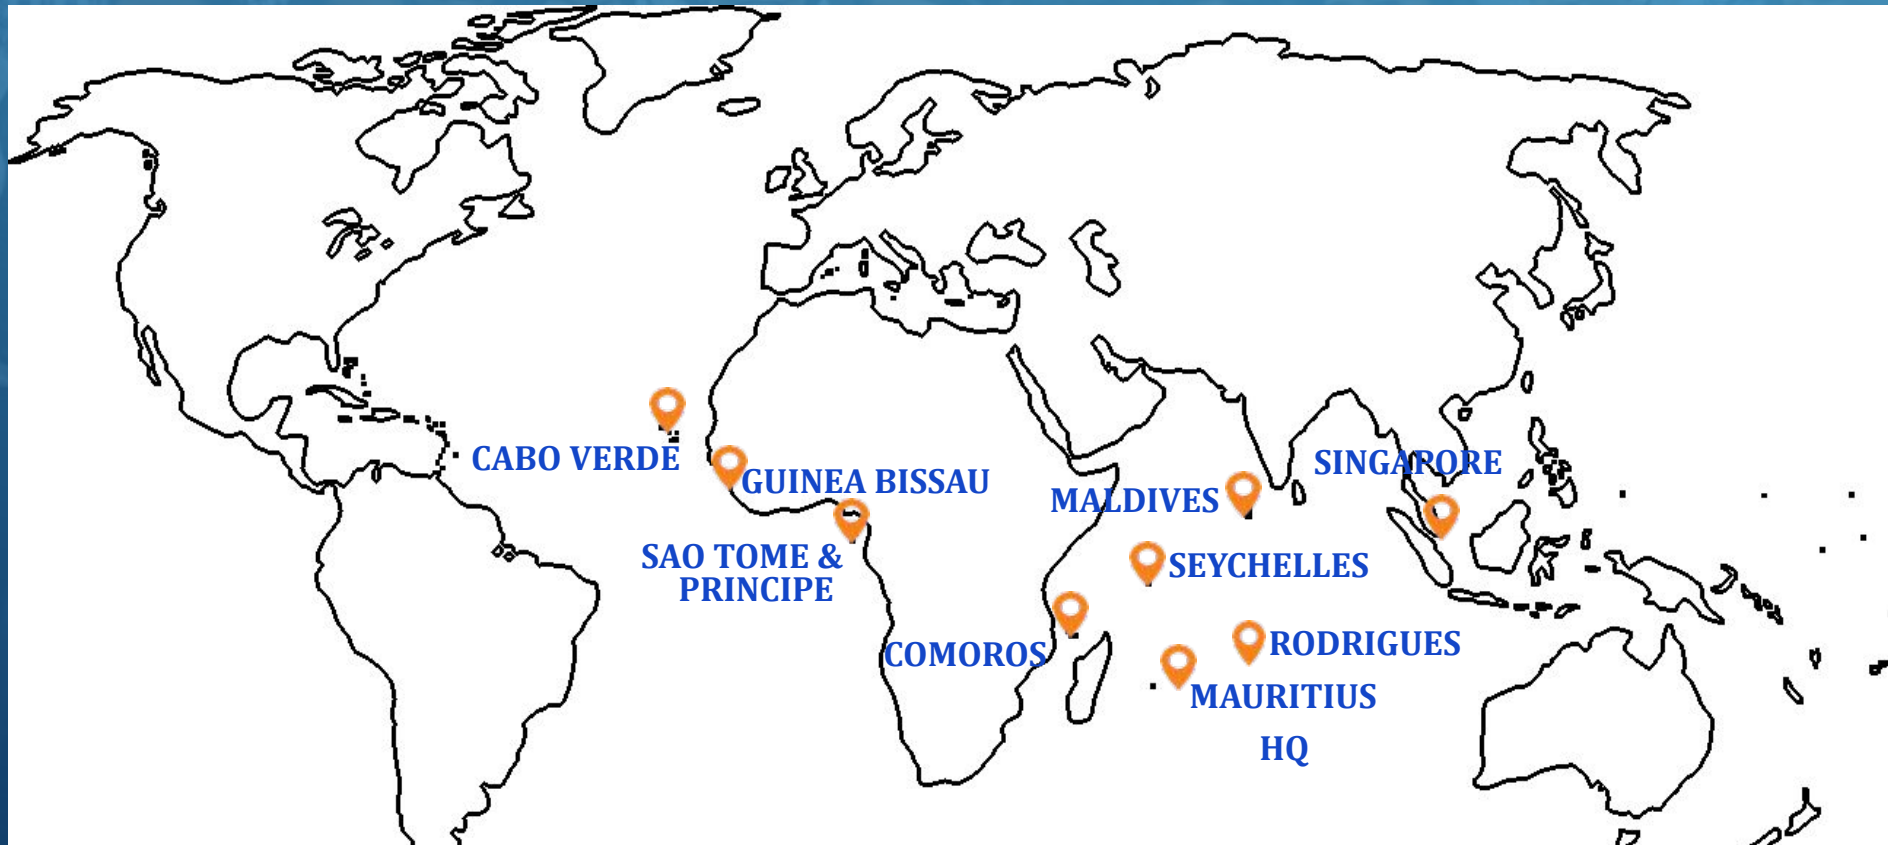 CABO VERDE
GUINEA BISSAU
SINGAPORE
MALDIVES
SAO TOME &
PRINCIPE
SEYCHELLES
COMOROS
RODRIGUES
MAURITIUS
HQ